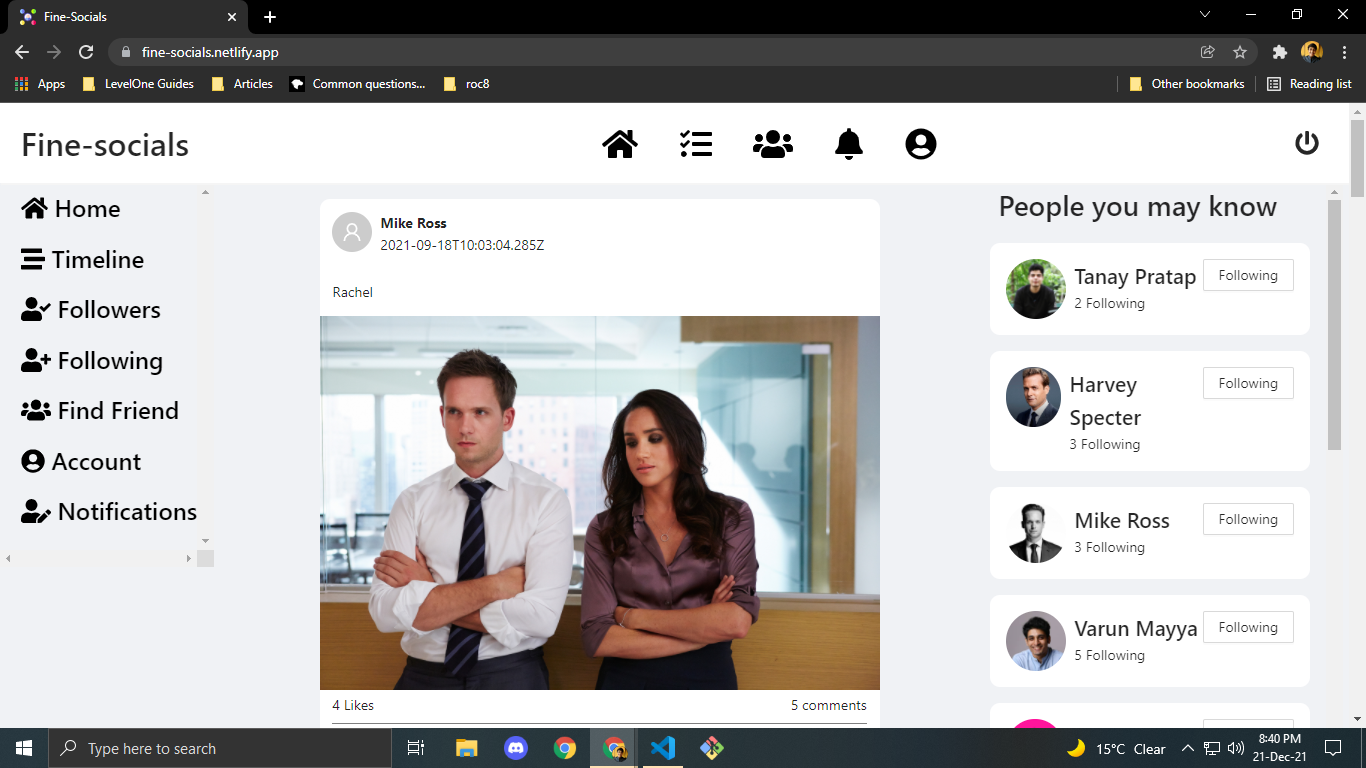 Fine-Socials
fine-socials.netlify.app
Apps
LevelOne Guides
Articles
Common questions...
roc8
Other bookmarks
Reading list
Fine-socials
Home
Timeline
Followers
Following
Find Friend
Account
Notifications
Mike Ross
2021-09-18T10:03:04.285Z
Rachel
4 Likes
5 comments
People you may know
Tanay Pratap
Following
2 Following
Harvey
Specter
Following
3 Following
Mike Ross
Following
3 Following
Varun Mayya
Following
5 Following
Type here to search
15°C Clear
8:40 PM
21-Dec-21